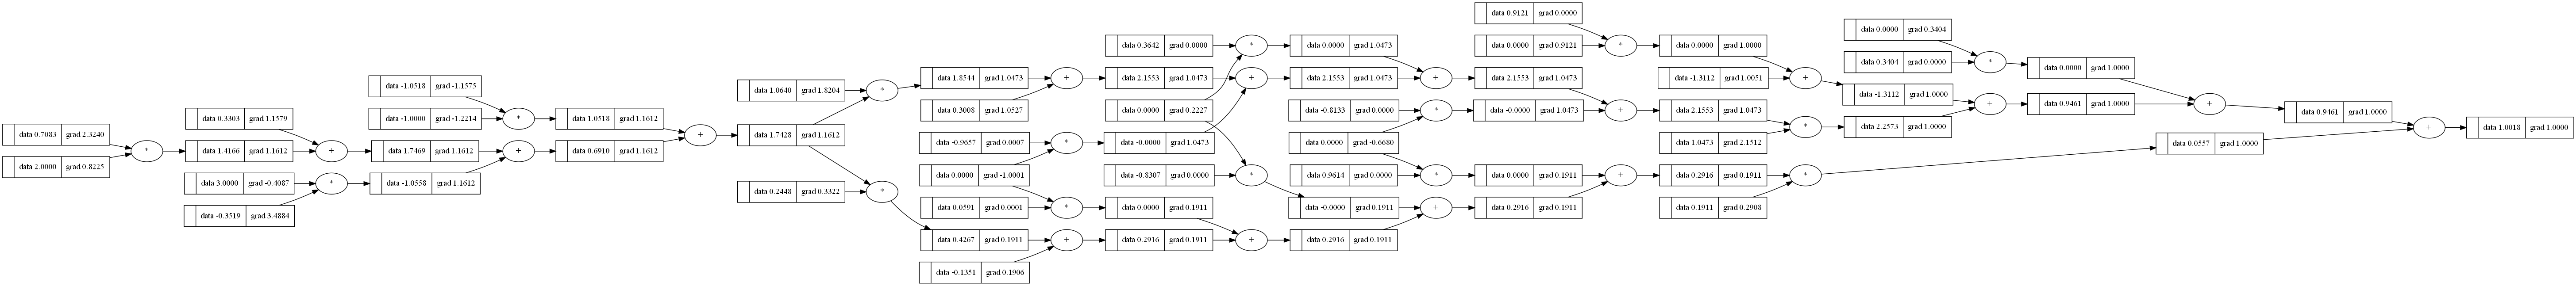 data 0.7083 grad 2.3240
data 2.0000 grad 0.8225
*
data 0.3303 grad 1.1579
data 1.4166 grad 1.1612
data 3.0000 grad -0.4087
data -0.3519 grad 3.4884
+
*
data -1.0518 grad -1.1575
data -1.0000 grad -1.2214
data 1.7469 grad 1.1612
data -1.0558 grad 1.1612
*
+
data 1.0518 grad 1.1612
data 0.6910 grad 1.1612
+
data 1.0640 grad 1.8204
data 1.7428 grad 1.1612
data 0.2448 grad 0.3322
*
*
data 1.8544 grad 1.0473
data 0.3008 grad 1.0527
data -0.9657 grad 0.0007
data 0.0000 grad -1.0001
data 0.0591 grad 0.0001
data 0.4267 grad 0.1911
data -0.1351 grad 0.1906
+
*
*
+
data 0.3642 grad 0.0000
data 2.1553 grad 1.0473
data 0.0000 grad 0.2227
data -0.0000 grad 1.0473
data -0.8307 grad 0.0000
data 0.0000 grad 0.1911
data 0.2916 grad 0.1911
*
+
*
+
data 0.0000 grad 1.0473
data 2.1553 grad 1.0473
data -0.8133 grad 0.0000
data 0.0000 grad -0.6680
data 0.9614 grad 0.0000
data -0.0000 grad 0.1911
data 0.2916 grad 0.1911
+
*
*
+
data 0.9121 grad 0.0000
data 0.0000 grad 0.9121
data 2.1553 grad 1.0473
data -0.0000 grad 1.0473
data 0.0000 grad 0.1911
data 0.2916 grad 0.1911
*
+
+
data 0.0000 grad 1.0000
data -1.3112 grad 1.0051
data 2.1553 grad 1.0473
data 1.0473 grad 2.1512
data 0.2916 grad 0.1911
data 0.1911 grad 0.2908
+
*
*
data 0.0000 grad 0.3404
data 0.3404 grad 0.0000
data -1.3112 grad 1.0000
data 2.2573 grad 1.0000
*
+
data 0.0000 grad 1.0000
data 0.9461 grad 1.0000
+
data 0.0557 grad 1.0000
data 0.9461 grad 1.0000
+
data 1.0018 grad 1.0000